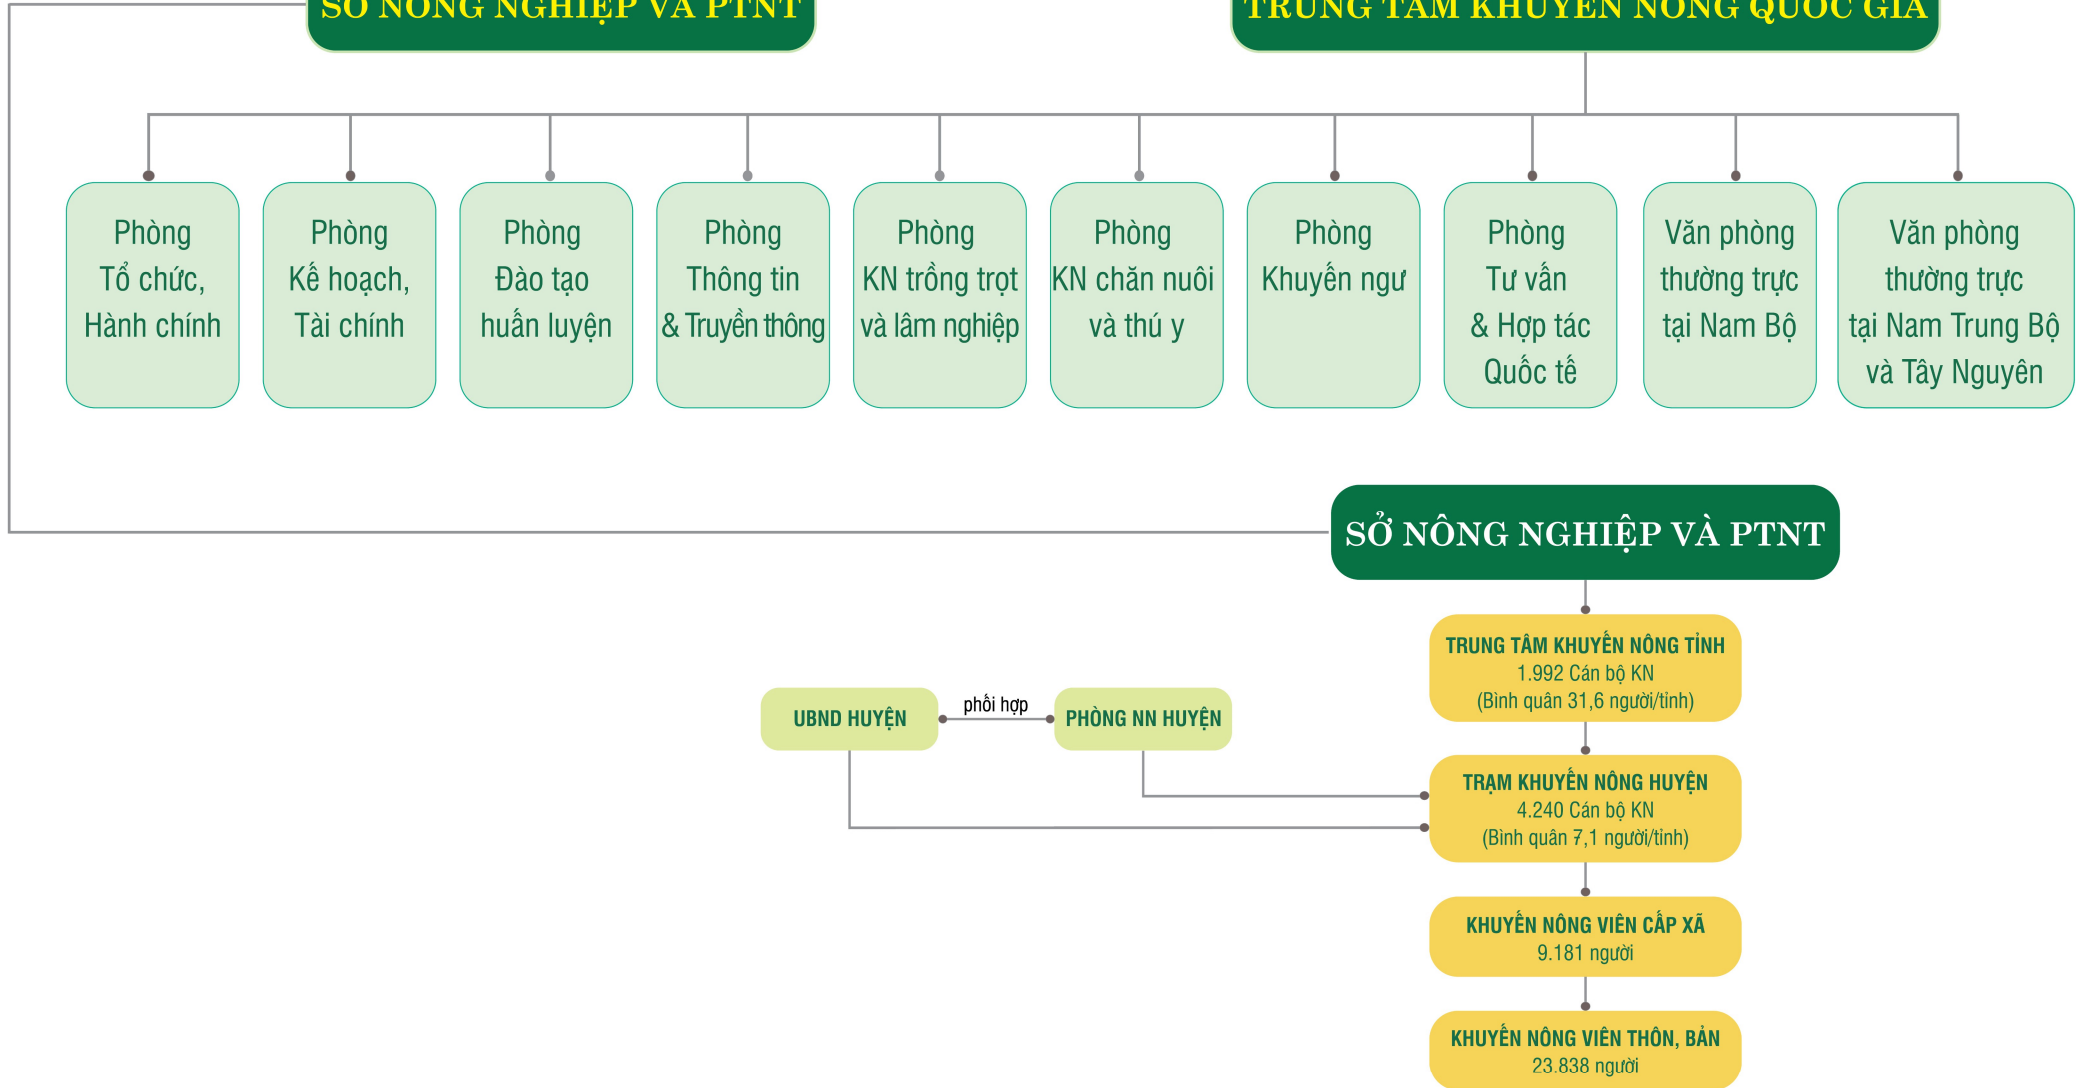 SỞ NÔNG NGHIỆP VÀ PTNT
TRUNG TÂM KHUYẾN NÔNG QUỐC GIA
Phòng
Tổ chức,
Hành chính
Phòng
Kế hoạch,
Tài chính
Phòng
Đào tạo
huấn luyện
Phòng
Thông tin
& Truyền thông
Phòng
KN trồng trọt
và lâm nghiệp
Phòng
KN chăn nuôi
và thú y
Phòng
Khuyến ngư
Phòng
Tư vấn
& Hợp tác
Quốc tế
Văn phòng
thường trực
tại Nam Bộ
Văn phòng
thường trực
tại Nam Trung Bộ
và Tây Nguyên
SỞ NÔNG NGHIỆP VÀ PTNT
TRUNG TÂM KHUYẾN NÔNG TỈNH
1.992 Cán bộ KN
(Bình quân 31,6 người/tỉnh)
UBND HUYỆN
phối hợp
PHÒNG NN HUYỆN
TRẠM KHUYẾN NÔNG HUYỆN
4.240 Cán bộ KN
(Bình quân 7,1 người/tỉnh)
KHUYẾN NÔNG VIÊN CẤP XÃ
9.181 người
KHUYẾN NÔNG VIÊN THÔN, BẢN
23.838 người